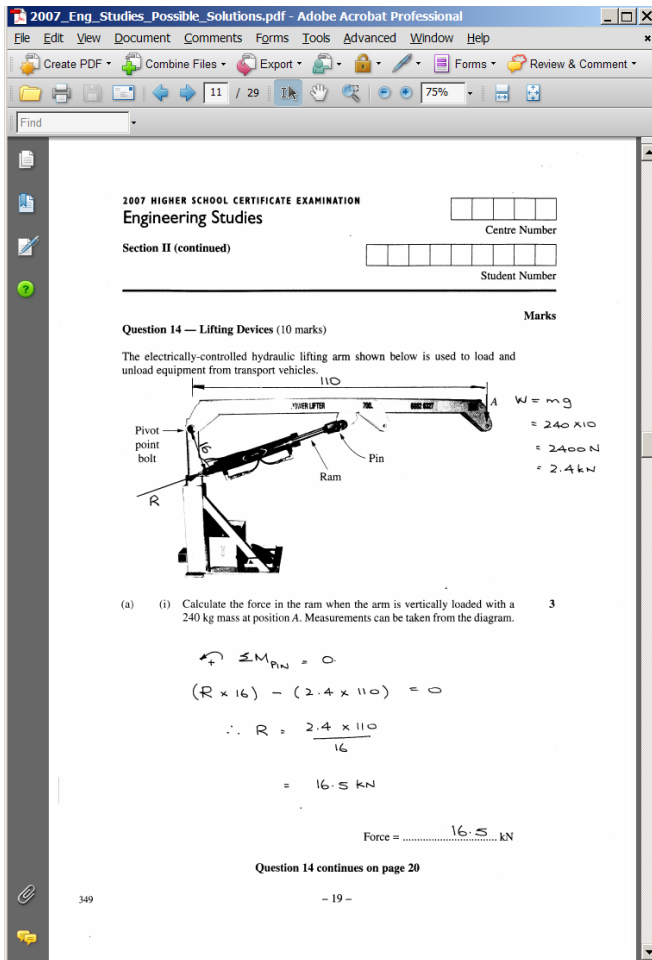 2007_Eng_Studies_Possible_Solutions.pdf - Adobe Acrobat Professional
File Edit View Document Comments Forms Tools Advanced Window Help
Create PDF Combine Files Export Forms Review & Comment
11 / 29 75%
Find
2007 HIGHER SCHOOL CERTIFICATE EXAMINATION
Engineering Studies
Centre Number
Section II (continued)
Student Number
Marks
Question 14 — Lifting Devices (10 marks)
The electrically-controlled hydraulic lifting arm shown below is used to load and
unload equipment from transport vehicles.
110
POWER LIFTER
A
W = mg
= 240 x10
= 2400 N
= 2.4 kN
Pivot
point
bolt
16
Pin
Ram
R
(a) (i) Calculate the force in the ram when the arm is vertically loaded with a 3
240 kg mass at position A. Measurements can be taken from the diagram.
+ ΣM PIN = 0.
(R x 16) - (2.4 x 110) = 0
∴ R = 2.4 x 110
16
= 16.5 kN
Force = .................. 16.5 .................. kN
Question 14 continues on page 20
349
– 19 –